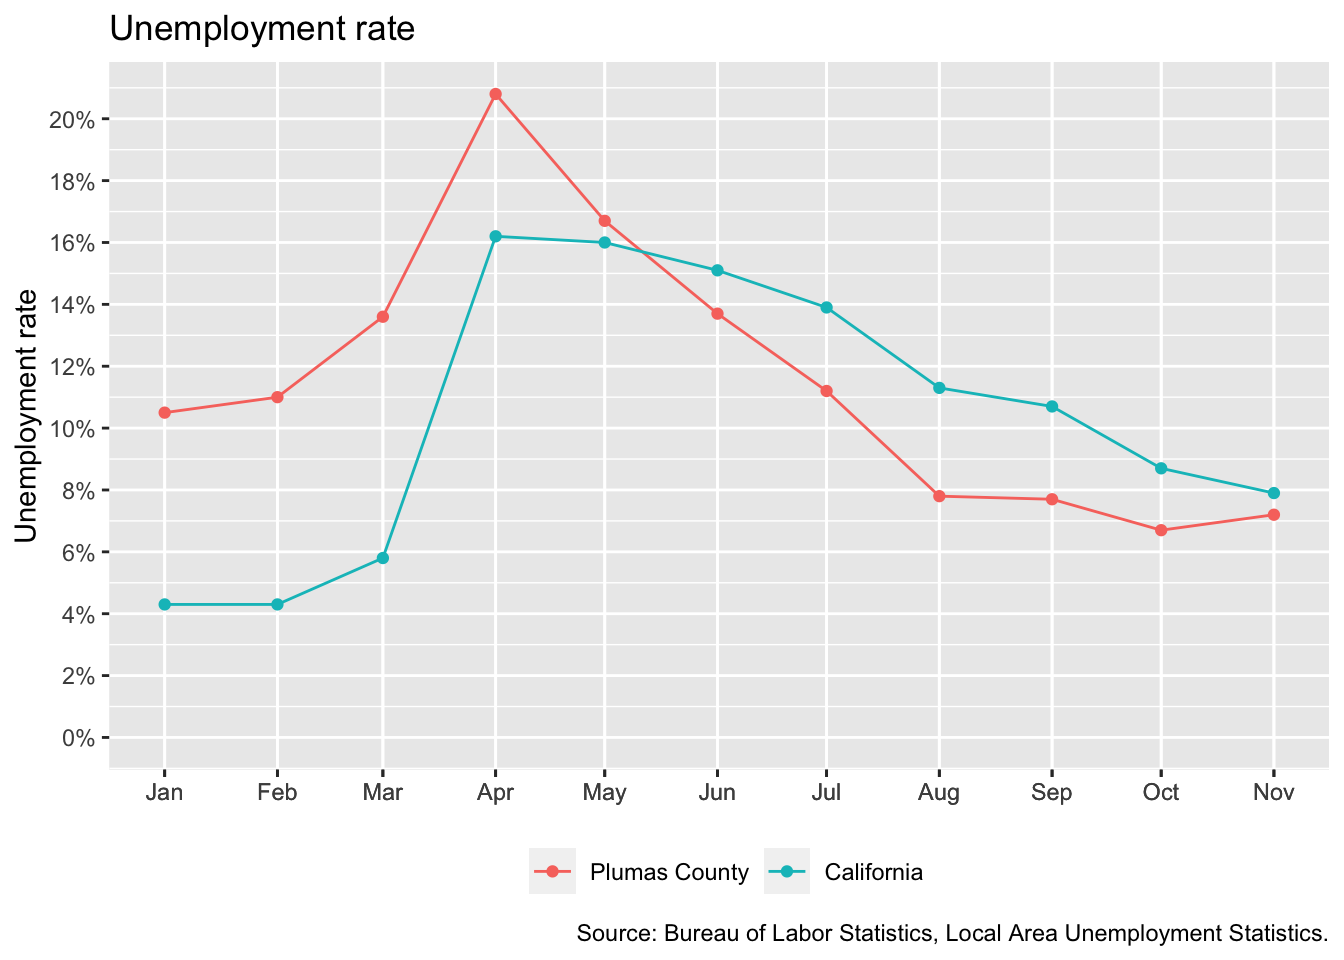 Unemployment rate
Unemployment rate
20%
18%
16%
14%
12%
10%
8%
6%
4%
2%
0%
Jan Feb Mar Apr May Jun Jul Aug Sep Oct Nov
Plumas County California
Source: Bureau of Labor Statistics, Local Area Unemployment Statistics.